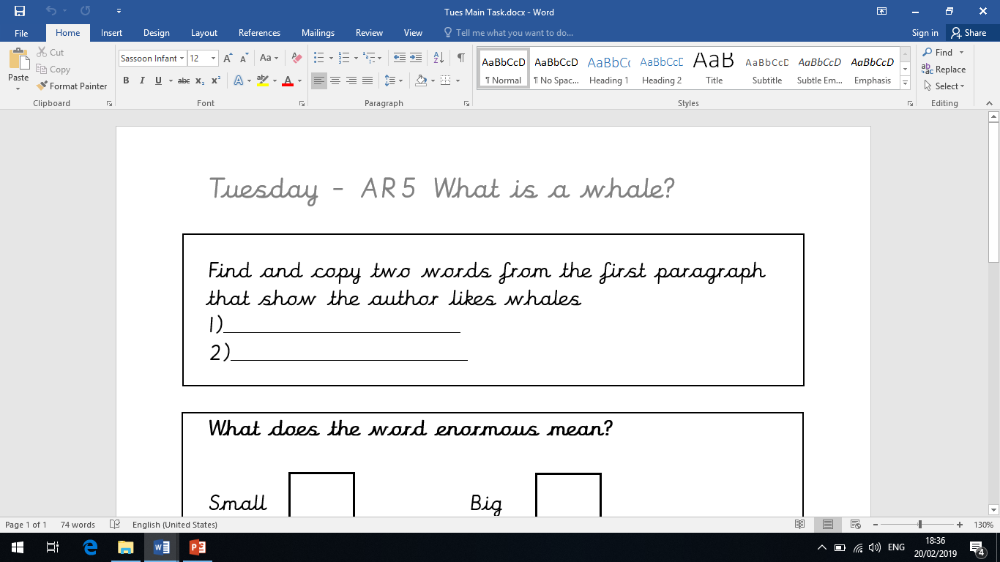 Tues Main Task.docx - Word
Sign in
Share
File
Home
Insert
Design
Layout
References
Mailings
Review
View
Tell me what you want to do...
Paste
Cut
Copy
Format Painter
Clipboard
Sassoon Infant
12
Aa
B I U abc x₂ x²
A ab A
Font
Paragraph
AaBbCcD
¶ Normal
AaBbCcD
¶ No Spac...
AaBbCc
Heading 1
AaBbCcD
Heading 2
AaB
Title
AaBbCcD
Subtitle
AaBbCcD
Subtle Em...
AaBbCcD
Emphasis
Styles
Find
Replace
Select
Editing
Tuesday - AR5 What is a whale?
Find and copy two words from the first paragraph
that show the author likes whales
1)
2)
What does the word enormous mean?
Small
Big
Page 1 of 1
74 words
English (United States)
130%
ENG
18:36
20/02/2019
4